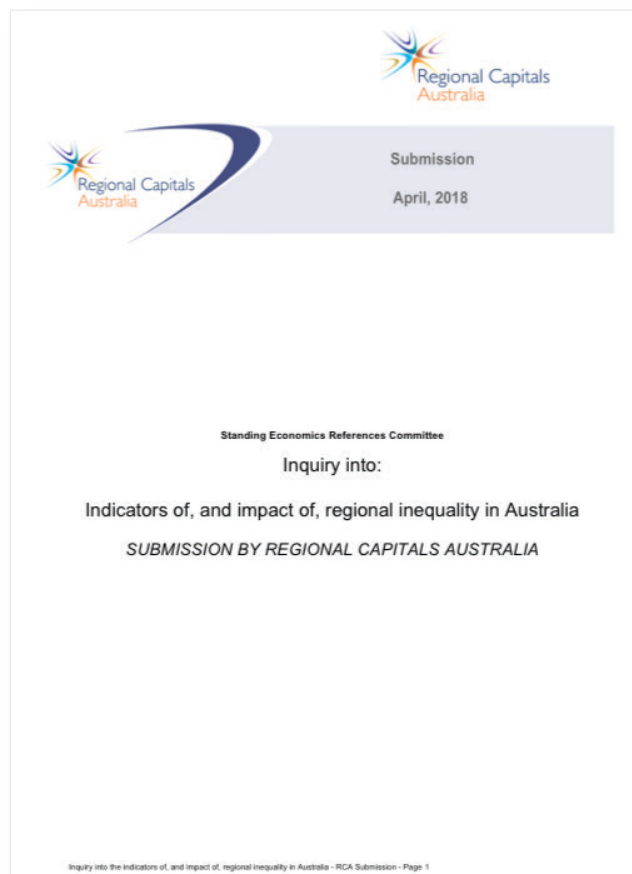 Regional Capitals
Australia
Regional Capitals
Australia
Submission
April, 2018
Standing Economics References Committee
Inquiry into:
Indicators of, and impact of, regional inequality in Australia
SUBMISSION BY REGIONAL CAPITALS AUSTRALIA
Inquiry into the indicators of, and impact of, regional inequality in Australia - RCA Submission - Page 1